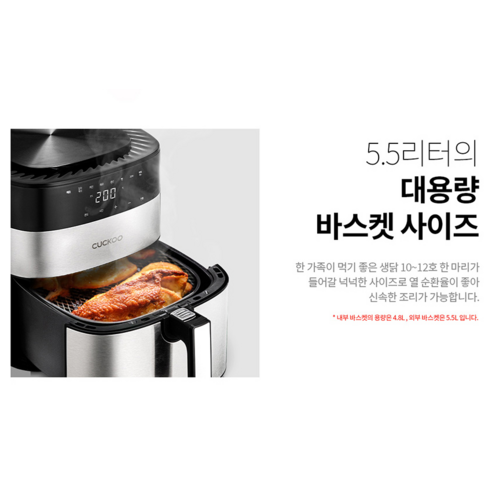 200
CUCKOO
5.5리터의
대용량
바스켓 사이즈
한 가족이 먹기 좋은 생닭 10~12호 한 마리가
들어갈 넉넉한 사이즈로 열 순환율이 좋아
신속한 조리가 가능합니다.
* 내부 바스켓의 용량은 4.8L , 외부 바스켓은 5.5L 입니다.